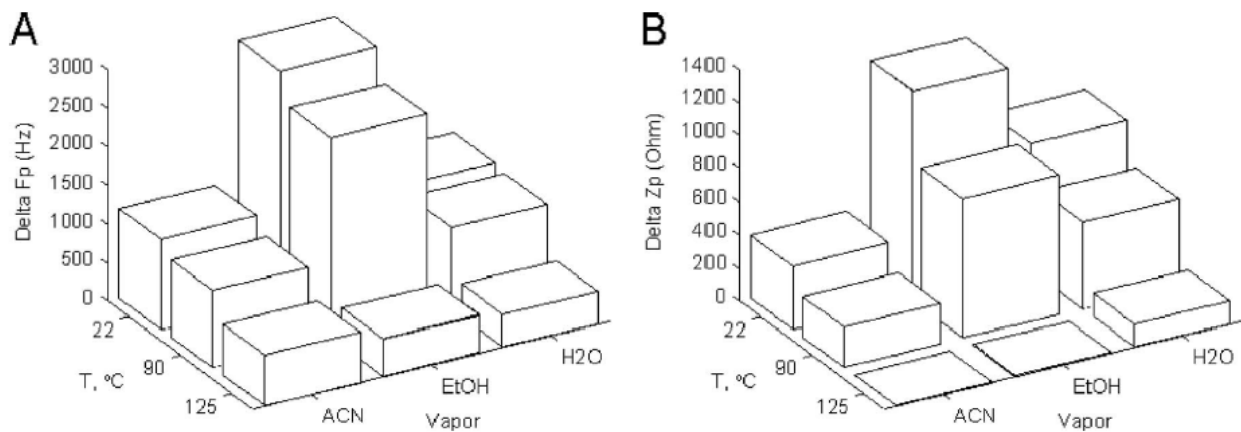 A
Delta Fp (Hz)
3000
2500
2000
1500
1000
500
0
22
90
125
T, °C
ACN
EtOH
H2O
Vapor
B
Delta Zp (Ohm)
1400
1200
1000
800
600
400
200
0
22
90
125
T, °C
ACN
EtOH
H2O
Vapor